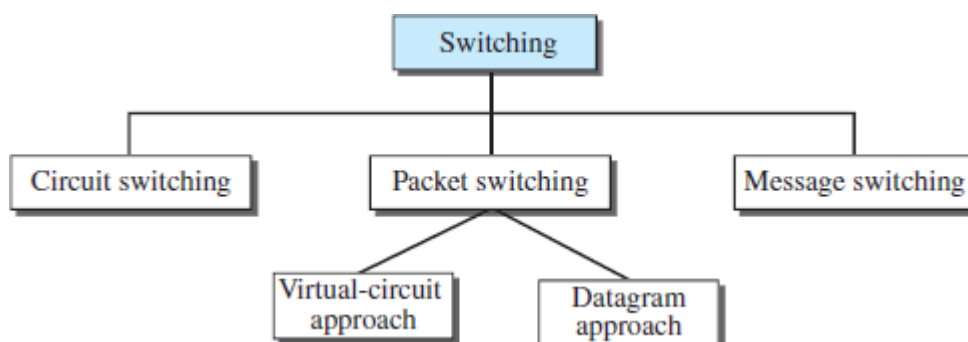 Switching
Circuit switching
Packet switching
Message switching
Virtual-circuit
approach
Datagram
approach